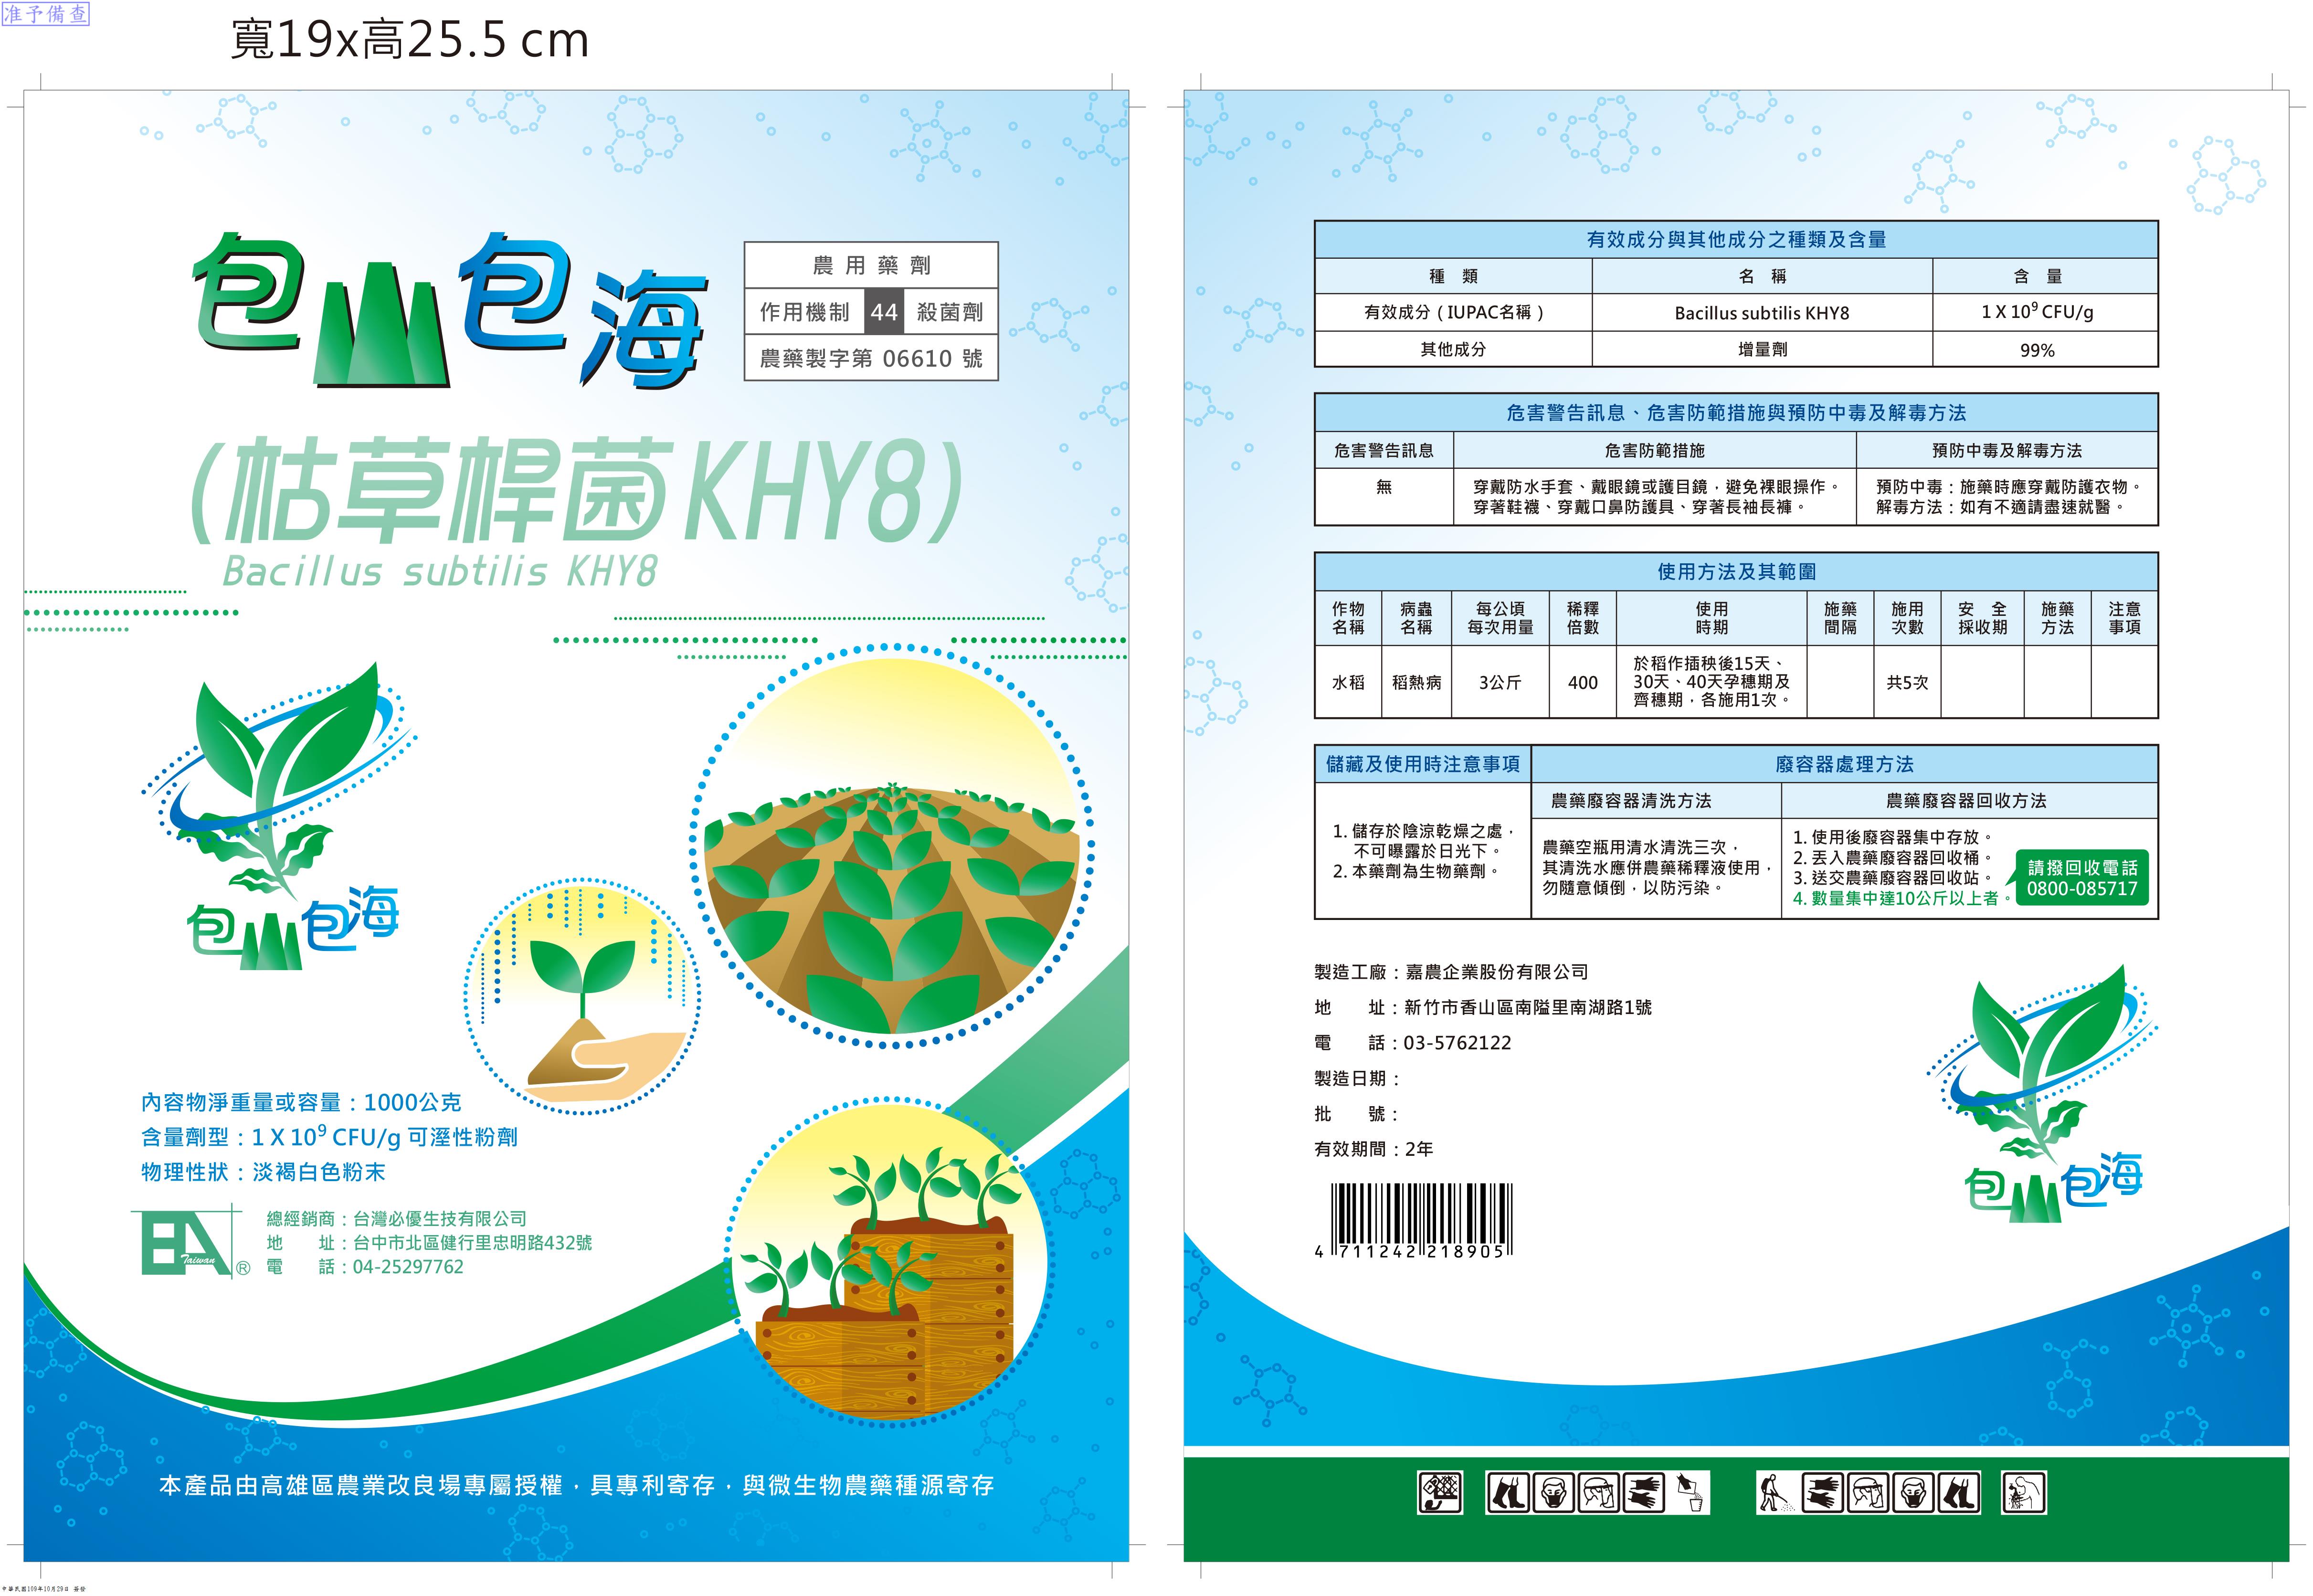 准予備查
寬19x高25.5 cm
包山包海
農用藥劑
作用機制 44 殺菌劑
農藥製字第 06610 號
(枯草桿菌KHY8)
Bacillus subtilis KHY8
包山包海
內容物淨重量或容量：1000公克
含量劑型：1 X 10⁹ CFU/g 可溼性粉劑
物理性狀：淡褐白色粉末
Taiwan ®
總經銷商：台灣必優生技有限公司
地　　址：台中市北區健行里忠明路432號
電　　話：04-25297762
本產品由高雄區農業改良場專屬授權，具專利寄存，與微生物農藥種源寄存
有效成分與其他成分之種類及含量
種 類 名 稱 含 量
有效成分（IUPAC名稱） Bacillus subtilis KHY8 1 X 10⁹ CFU/g
其他成分 增量劑 99%
危害警告訊息、危害防範措施與預防中毒及解毒方法
危害警告訊息 危害防範措施 預防中毒及解毒方法
無 穿戴防水手套、戴眼鏡或護目鏡，避免裸眼操作。 預防中毒：施藥時應穿戴防護衣物。
穿著鞋襪、穿戴口鼻防護具、穿著長袖長褲。 解毒方法：如有不適請盡速就醫。
使用方法及其範圍
作物 病蟲 每公頃 稀釋 使用 施藥 施用 安 全 施藥 注意
名稱 名稱 每次用量 倍數 時期 間隔 次數 採收期 方法 事項
於稻作插秧後15天、
水稻 稻熱病 3公斤 400 30天、40天孕穗期及 共5次
齊穗期，各施用1次。
儲藏及使用時注意事項 廢容器處理方法
農藥廢容器清洗方法 農藥廢容器回收方法
1. 儲存於陰涼乾燥之處，
不可曝露於日光下。
2. 本藥劑為生物藥劑。
農藥空瓶用清水清洗三次，
其清洗水應併農藥稀釋液使用，
勿隨意傾倒，以防污染。
1. 使用後廢容器集中存放。
2. 丟入農藥廢容器回收桶。
3. 送交農藥廢容器回收站。
4. 數量集中達10公斤以上者。
請撥回收電話
0800-085717
製造工廠：嘉農企業股份有限公司
地　　址：新竹市香山區南隘里南湖路1號
電　　話：03-5762122
製造日期：
批　　號：
有效期間：2年
4 711242 218905
包山包海
中華民國109年10月29日 簽發